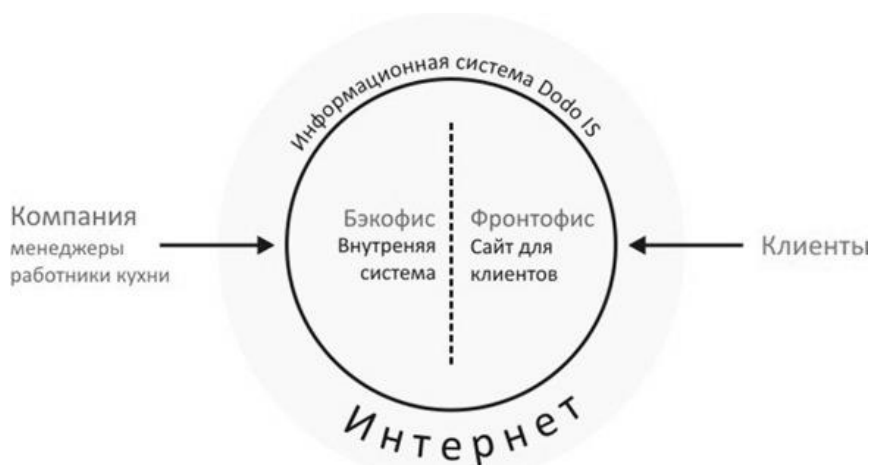 Информационная система Dodo IS
Компания
менеджеры
работники кухни
Бэкофис
Внутреняя
система
Фронтофис
Сайт для
клиентов
Клиенты
Интернет